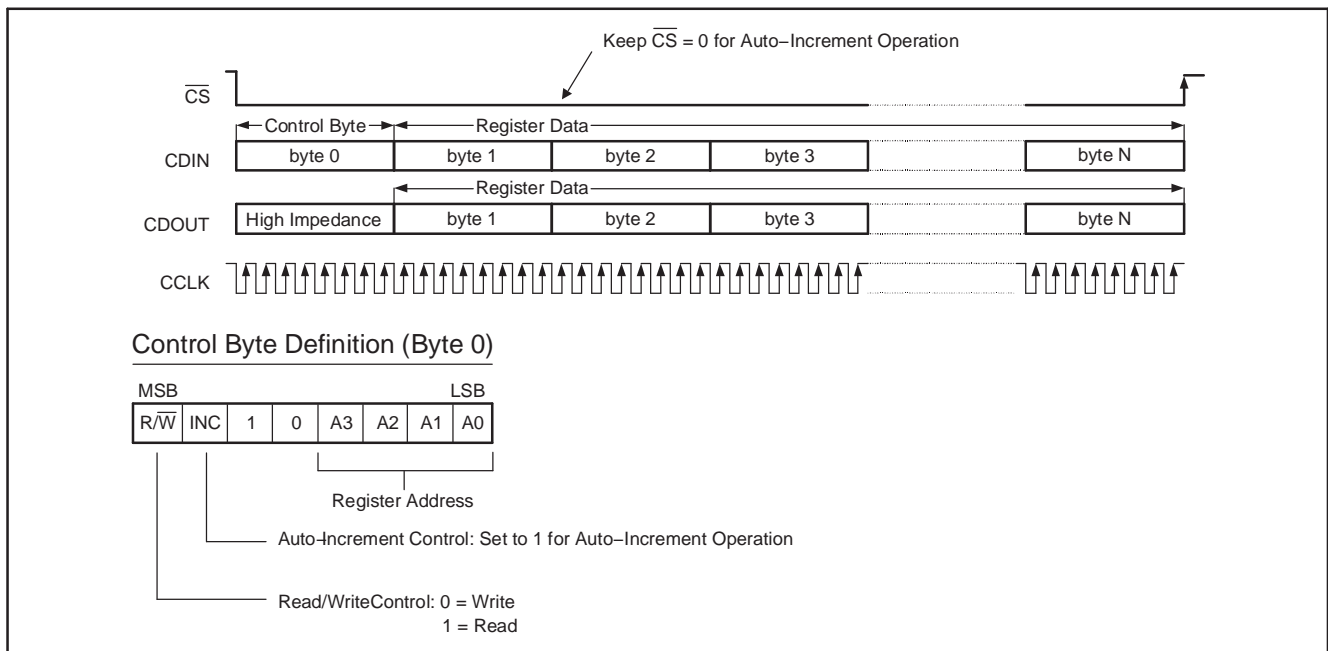 Keep CS = 0 for Auto−Increment Operation
CS
Control Byte Register Data
CDIN byte 0 byte 1 byte 2 byte 3 byte N
Register Data
CDOUT High Impedance byte 1 byte 2 byte 3 byte N
CCLK
Control Byte Definition (Byte 0)
MSB LSB
R/W INC 1 0 A3 A2 A1 A0
Register Address
Auto−Increment Control: Set to 1 for Auto−Increment Operation
Read/WriteControl: 0 = Write
1 = Read